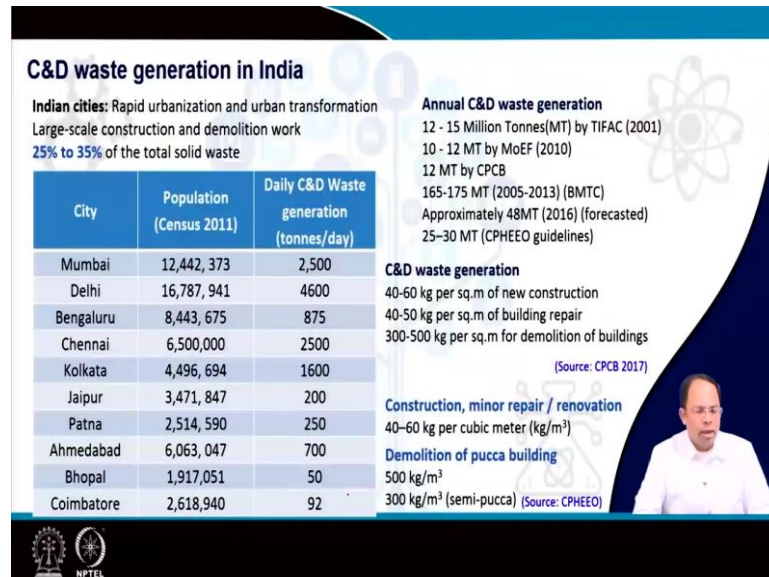 C&D waste generation in India
Indian cities: Rapid urbanization and urban transformation
Large-scale construction and demolition work
25% to 35% of the total solid waste
City Population (Census 2011) Daily C&D Waste generation (tonnes/day)
Mumbai 12,442, 373 2,500
Delhi 16,787, 941 4600
Bengaluru 8,443, 675 875
Chennai 6,500,000 2500
Kolkata 4,496, 694 1600
Jaipur 3,471, 847 200
Patna 2,514, 590 250
Ahmedabad 6,063, 047 700
Bhopal 1,917,051 50
Coimbatore 2,618,940 92
Annual C&D waste generation
12 - 15 Million Tonnes(MT) by TIFAC (2001)
10 - 12 MT by MoEF (2010)
12 MT by CPCB
165-175 MT (2005-2013) (BMTC)
Approximately 48MT (2016) (forecasted)
25–30 MT (CPHEEO guidelines)
C&D waste generation
40-60 kg per sq.m of new construction
40-50 kg per sq.m of building repair
300-500 kg per sq.m for demolition of buildings
(Source: CPCB 2017)
Construction, minor repair / renovation
40–60 kg per cubic meter (kg/m³)
Demolition of pucca building
500 kg/m³
300 kg/m³ (semi-pucca) (Source: CPHEEO)
NPTEL